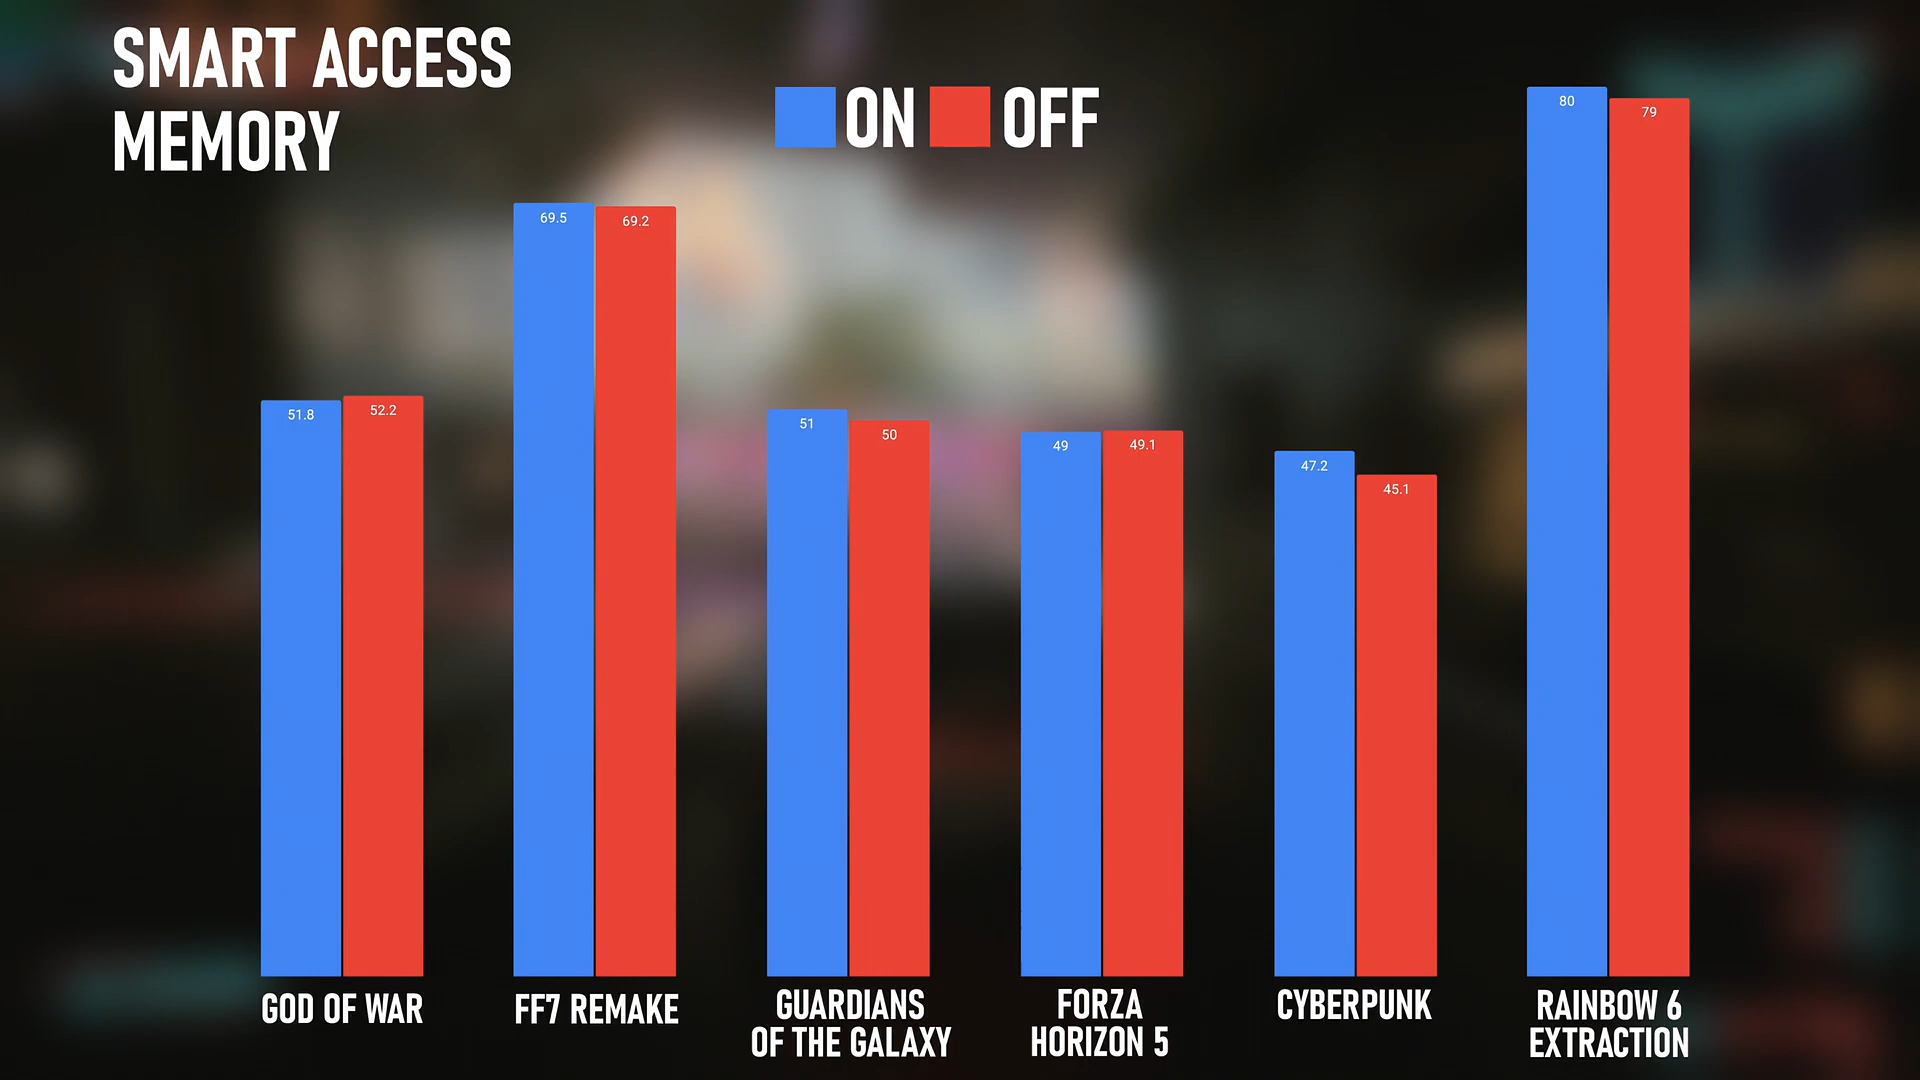 SMART ACCESS
MEMORY
ON OFF
80
79
69.5
69.2
51.8
52.2
51
50
49
49.1
47.2
45.1
GOD OF WAR
FF7 REMAKE
GUARDIANS
OF THE GALAXY
FORZA
HORIZON 5
CYBERPUNK
RAINBOW 6
EXTRACTION